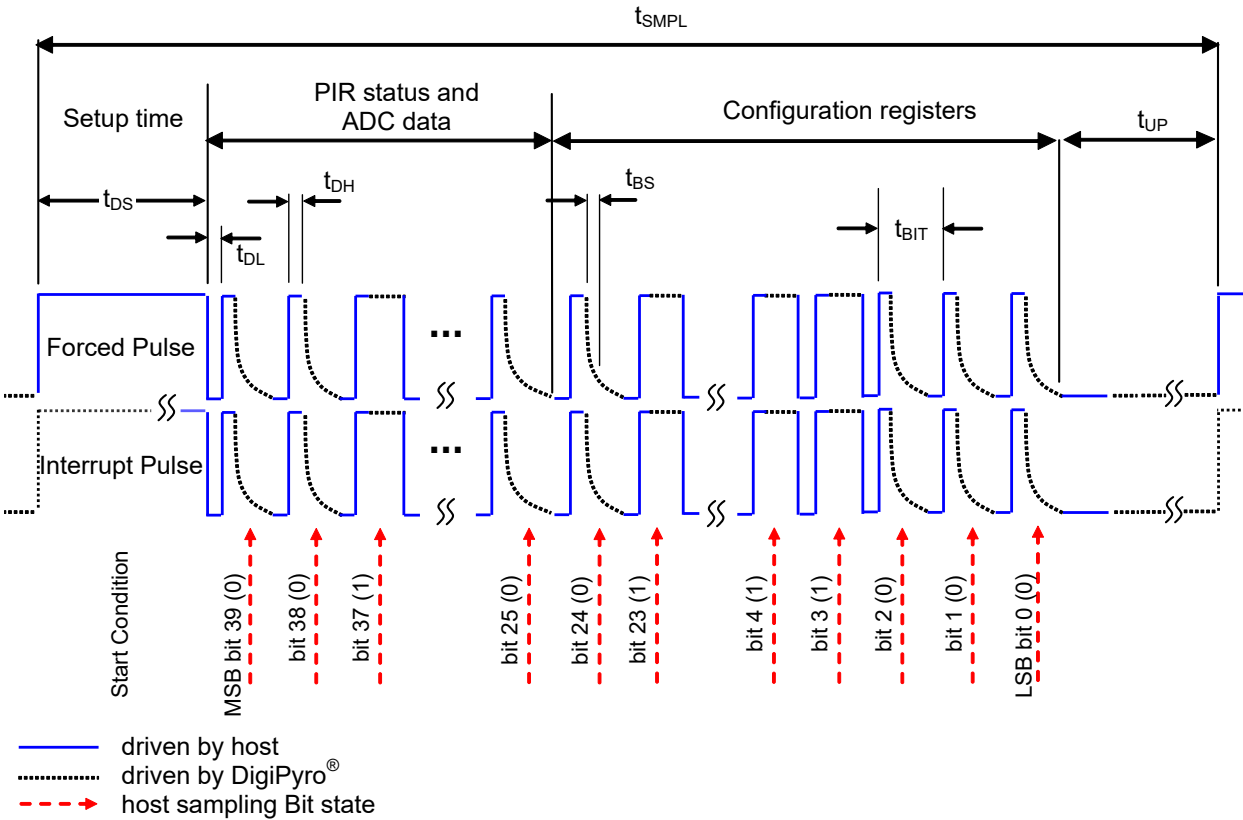 tSMPL
Setup time
PIR status and
ADC data
Configuration registers
tUP
tDS
tDH
tBS
tDL
tBIT
Forced Pulse
...
Interrupt Pulse
...
Start Condition
MSB bit 39 (0)
bit 38 (0)
bit 37 (1)
bit 25 (0)
bit 24 (0)
bit 23 (1)
bit 4 (1)
bit 3 (1)
bit 2 (0)
bit 1 (0)
LSB bit 0 (0)
driven by host
driven by DigiPyro®
host sampling Bit state